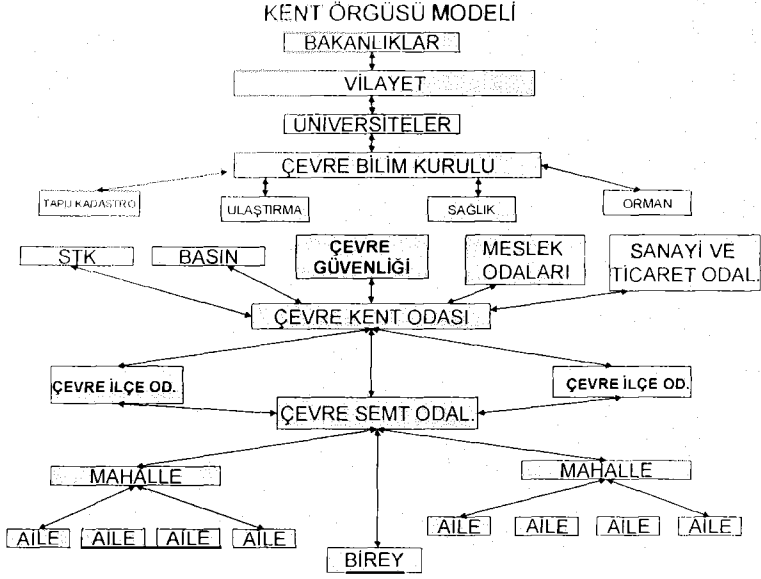 KENT ÖRGÜSÜ MODELİ
BAKANLIKLAR
VİLAYET
ÜNİVERSİTELER
ÇEVRE BİLİM KURULU
TAPU KADASTRO
ULAŞTIRMA
SAĞLIK
ORMAN
STK
BASIN
ÇEVRE
GÜVENLİĞİ
MESLEK
ODALARI
SANAYİ VE
TİCARET ODAL.
ÇEVRE KENT ODASI
ÇEVRE İLÇE OD.
ÇEVRE İLÇE OD.
ÇEVRE SEMT ODAL.
MAHALLE
MAHALLE
AİLE
AİLE
AİLE
AİLE
AİLE
AİLE
AİLE
AİLE
BİREY